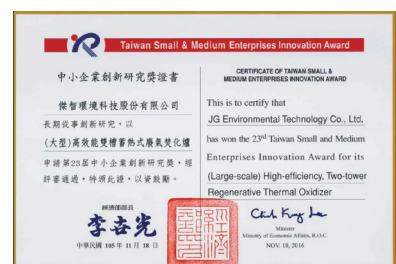 Taiwan Small & Medium Enterprises Innovation Award
中小企業創新研究獎證書
傑智環境科技股份有限公司
長期從事創新研究，以
(大型)高效能雙槽蓄熱式廢氣焚化爐
申請第23屆中小企業創新研究獎，經
評審通過，特頒此證，以資鼓勵。
經濟部部長
李世光
中華民國 105 年 11 月 18 日
CERTIFICATE OF TAIWAN SMALL &
MEDIUM ENTERPRISES INNOVATION AWARD
This is to certify that
JG Environmental Technology Co., Ltd.
has won the 23rd Taiwan Small and Medium
Enterprises Innovation Award for its
(Large-scale) High-efficiency, Two-tower
Regenerative Thermal Oxidizer
Minister
Ministry of Economic Affairs, R.O.C.
NOV. 18, 2016